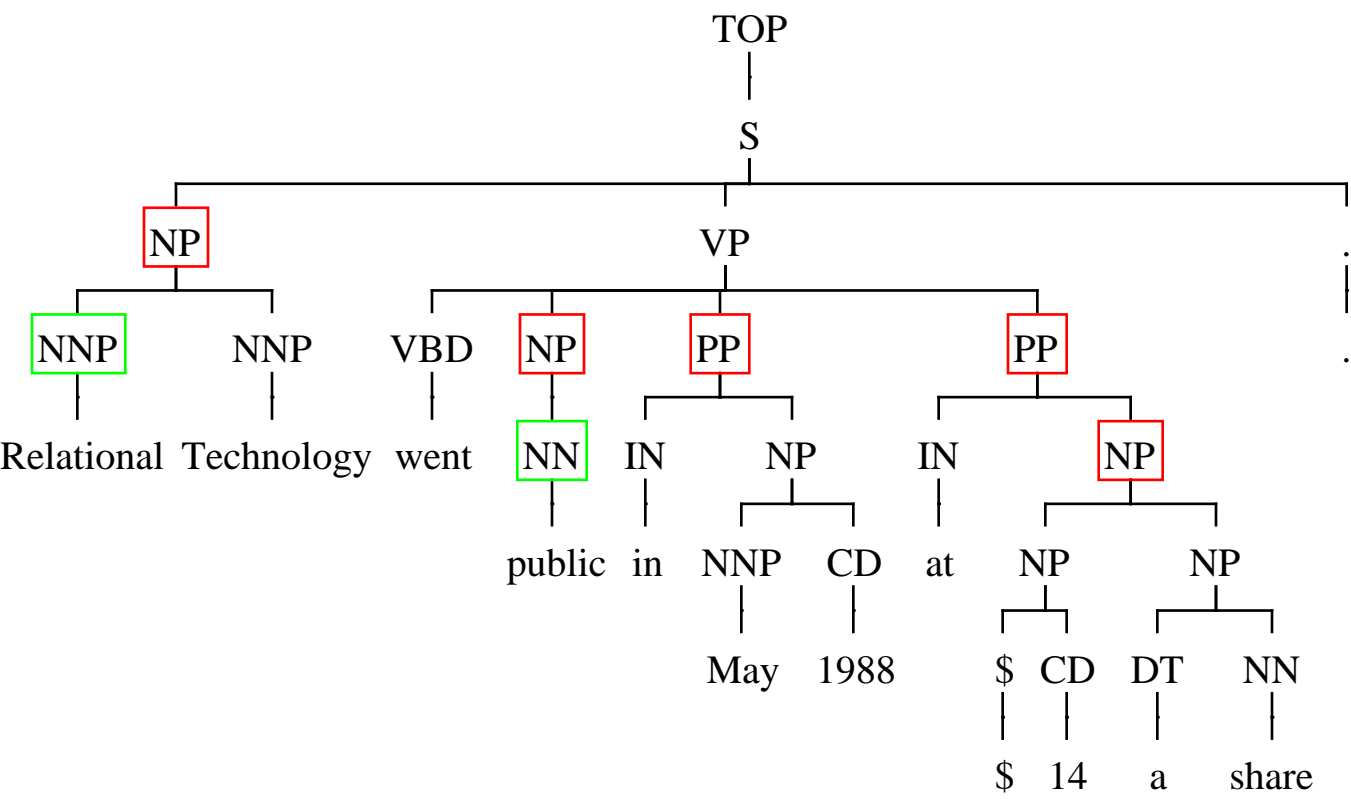 TOP
S
NP VP .
NNP NNP VBD NP PP PP .
Relational Technology went NN IN NP IN NP
public in NNP CD at NP NP
May 1988 $ CD DT NN
$ 14 a share